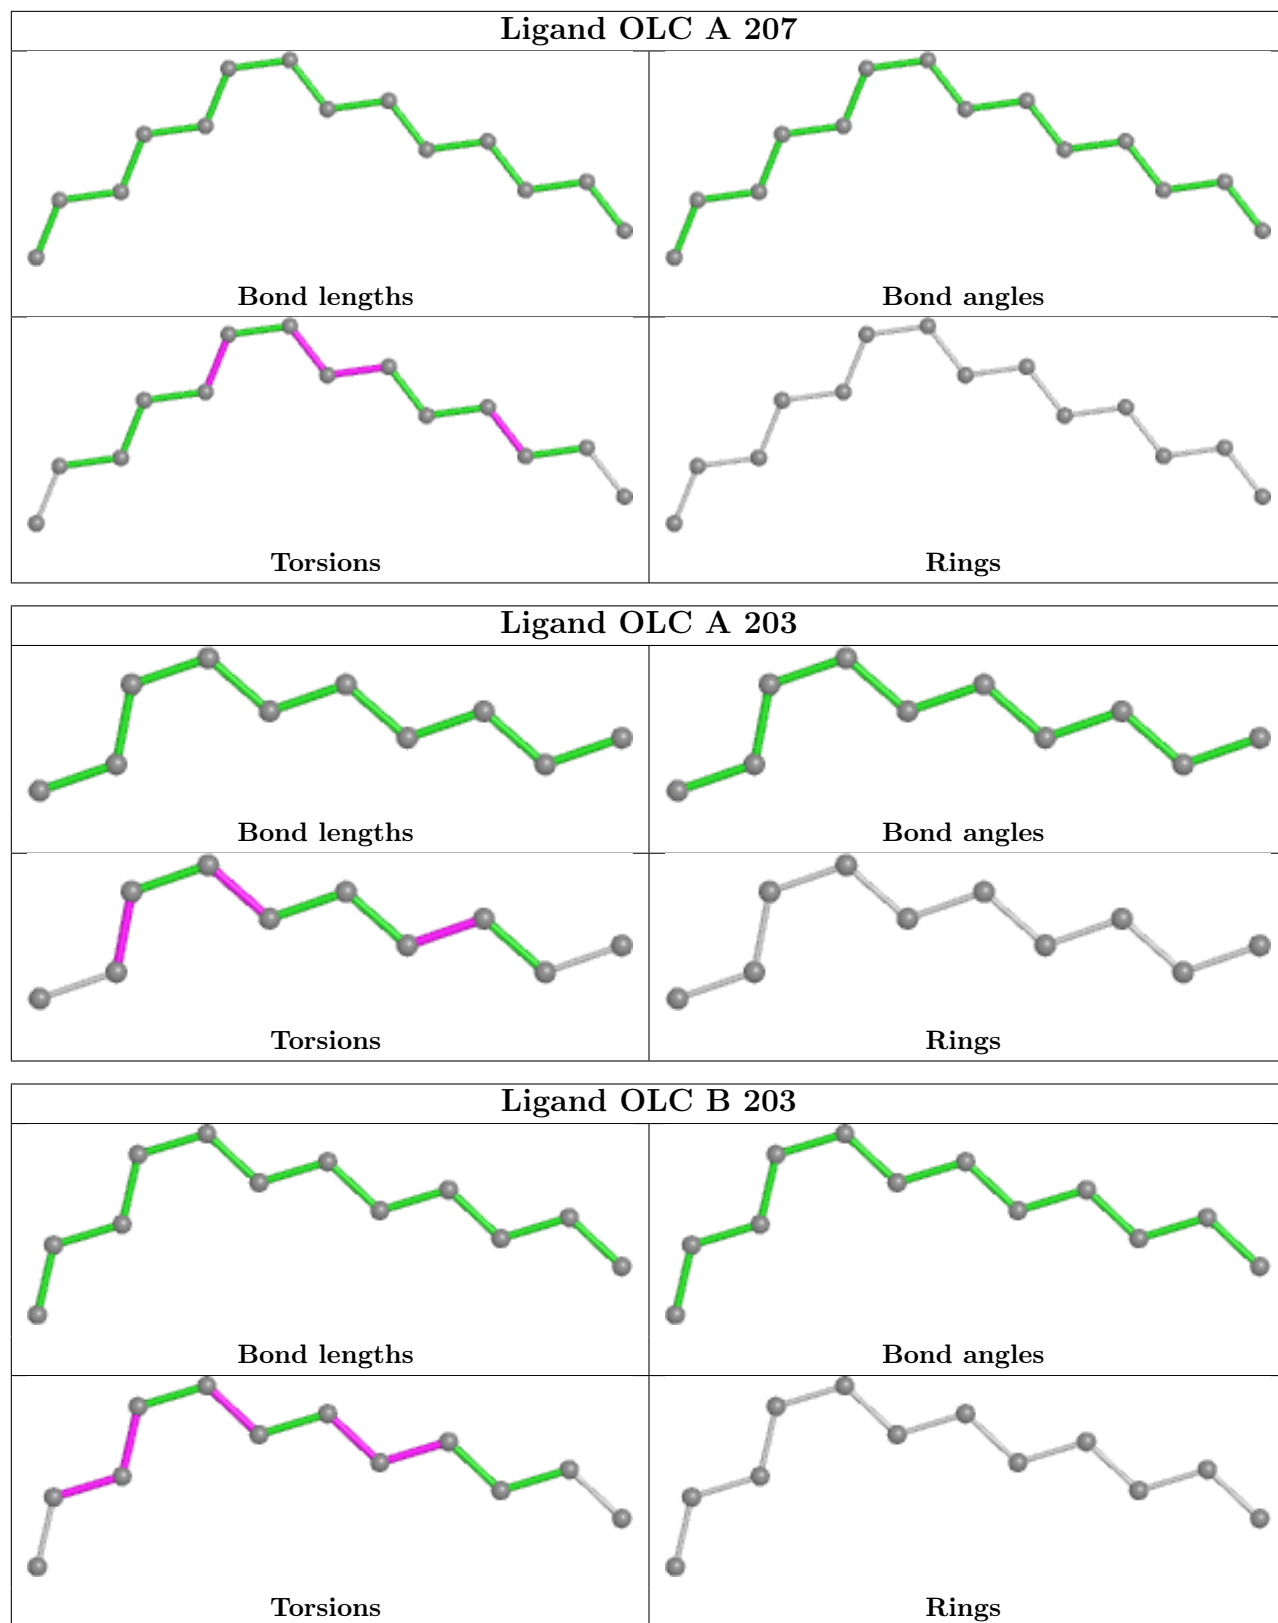 Ligand OLC A 207
Bond lengths
Bond angles
Torsions
Rings
Ligand OLC A 203
Bond lengths
Bond angles
Torsions
Rings
Ligand OLC B 203
Bond lengths
Bond angles
Torsions
Rings